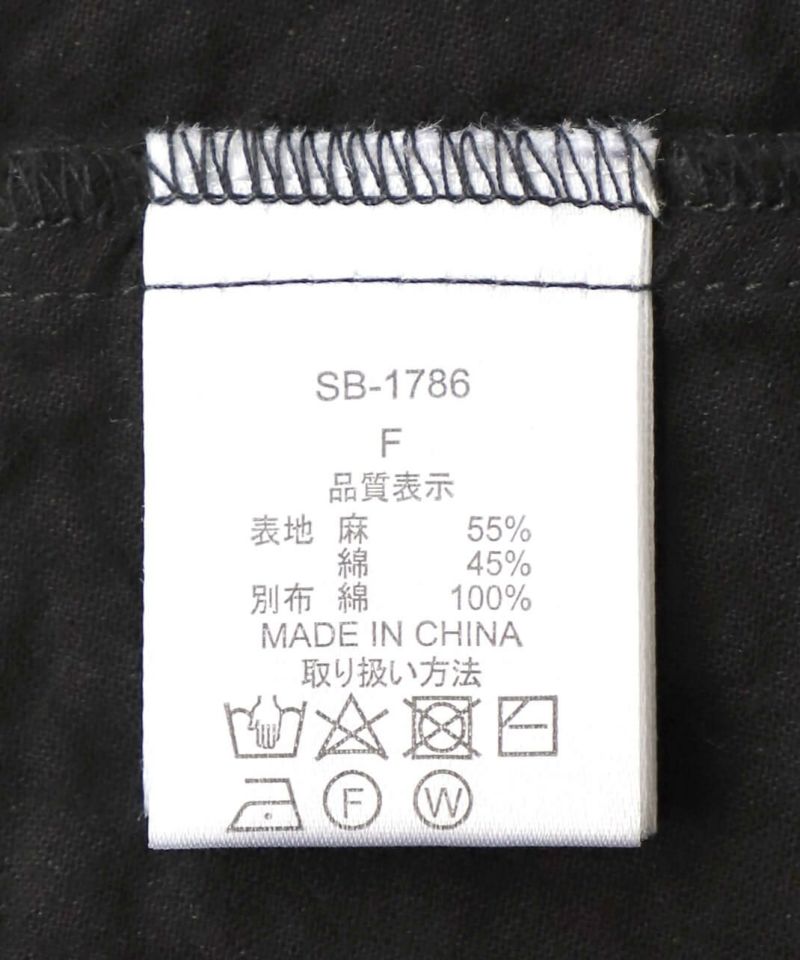 SB-1786
F
品質表示
表地 麻 55%
綿 45%
別布 綿 100%
MADE IN CHINA
取り扱い方法
F W